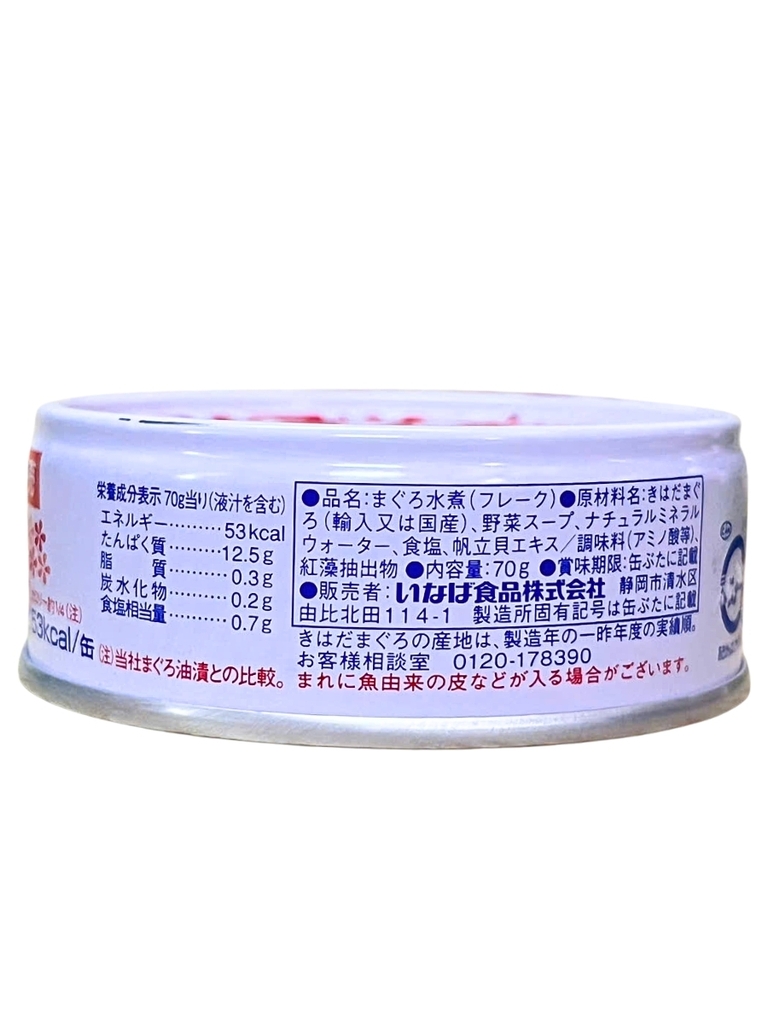 栄養成分表示 70g当り(液汁を含む)
エネルギー………53kcal
たんぱく質………12.5g
脂　　質…………0.3g
炭水化物…………0.2g
食塩相当量………0.7g
1/4(注)
53kcal/缶
(注)当社まぐろ油漬との比較。
●品名:まぐろ水煮(フレーク)●原材料名:きはだまぐ
ろ(輸入又は国産)、野菜スープ、ナチュラルミネラル
ウォーター、食塩、帆立貝エキス/調味料(アミノ酸等)、
紅藻抽出物 ●内容量:70g ●賞味期限:缶ぶたに記載
●販売者:いなば食品株式会社 静岡市清水区
由比北田114-1 製造所固有記号は缶ぶたに記載
きはだまぐろの産地は、製造年の一昨年度の実績順。
お客様相談室 0120-178390
まれに魚由来の皮などが入る場合がございます。